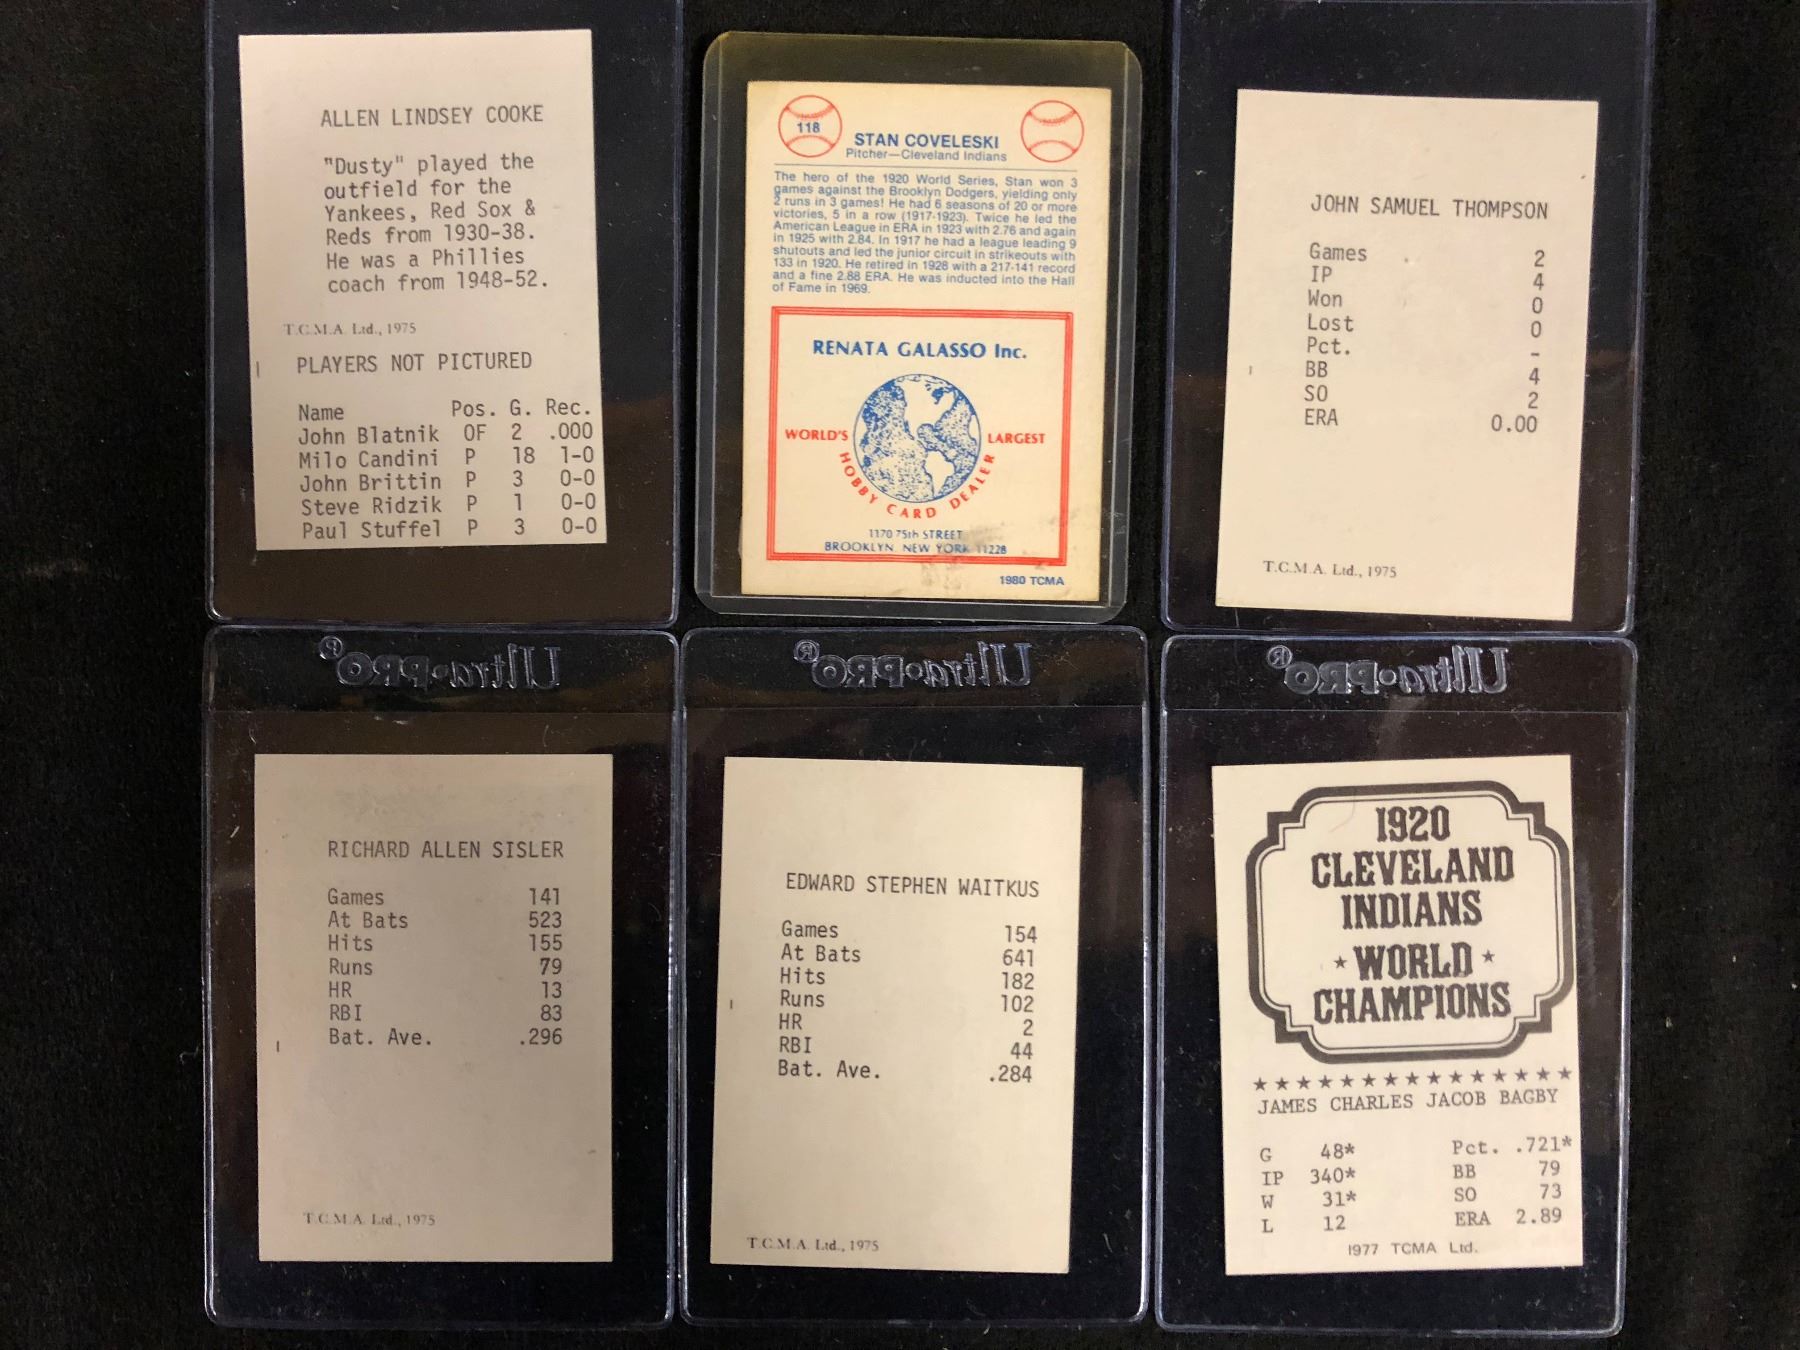 ALLEN LINDSEY COOKE
"Dusty" played the
outfield for the
Yankees, Red Sox &
Reds from 1930-38.
He was a Phillies
coach from 1948-52.
T.C.M.A. Ltd., 1975
PLAYERS NOT PICTURED
Name Pos. G. Rec.
John Blatnik OF 2 .000
Milo Candini P 18 1-0
John Brittin P 3 0-0
Steve Ridzik P 1 0-0
Paul Stuffel P 3 0-0
118
STAN COVELESKI
Pitcher—Cleveland Indians
The hero of the 1920 World Series, Stan won 3
games against the Brooklyn Dodgers, yielding only
2 runs in 3 games! He had 6 seasons of 20 or more
victories, 5 in a row (1917-1923). Twice he led the
American League in ERA in 1923 with 2.76 and again
in 1925 with 2.84. In 1917 he had a league leading 9
shutouts and led the junior circuit in strikeouts with
133 in 1920. He retired in 1928 with a 217-141 record
and a fine 2.88 ERA. He was inducted into the Hall
of Fame in 1969.
RENATA GALASSO Inc.
WORLD'S LARGEST
HOBBY CARD DEALER
1170 75th STREET
BROOKLYN, NEW YORK 11228
1980 TCMA
JOHN SAMUEL THOMPSON
Games 2
IP 4
Won 0
Lost 0
Pct. -
BB 4
SO 2
ERA 0.00
T.C.M.A. Ltd., 1975
Ultra•PRO®
RICHARD ALLEN SISLER
Games 141
At Bats 523
Hits 155
Runs 79
HR 13
RBI 83
Bat. Ave. .296
T.C.M.A. Ltd., 1975
Ultra•PRO®
EDWARD STEPHEN WAITKUS
Games 154
At Bats 641
Hits 182
Runs 102
HR 2
RBI 44
Bat. Ave. .284
T.C.M.A. Ltd., 1975
Ultra•PRO®
1920
CLEVELAND
INDIANS
★ WORLD ★
CHAMPIONS
★★★★★★★★★★★★★★★
JAMES CHARLES JACOB BAGBY
G 48* Pct. .721*
IP 340* BB 79
W 31* SO 73
L 12 ERA 2.89
1977 TCMA Ltd.